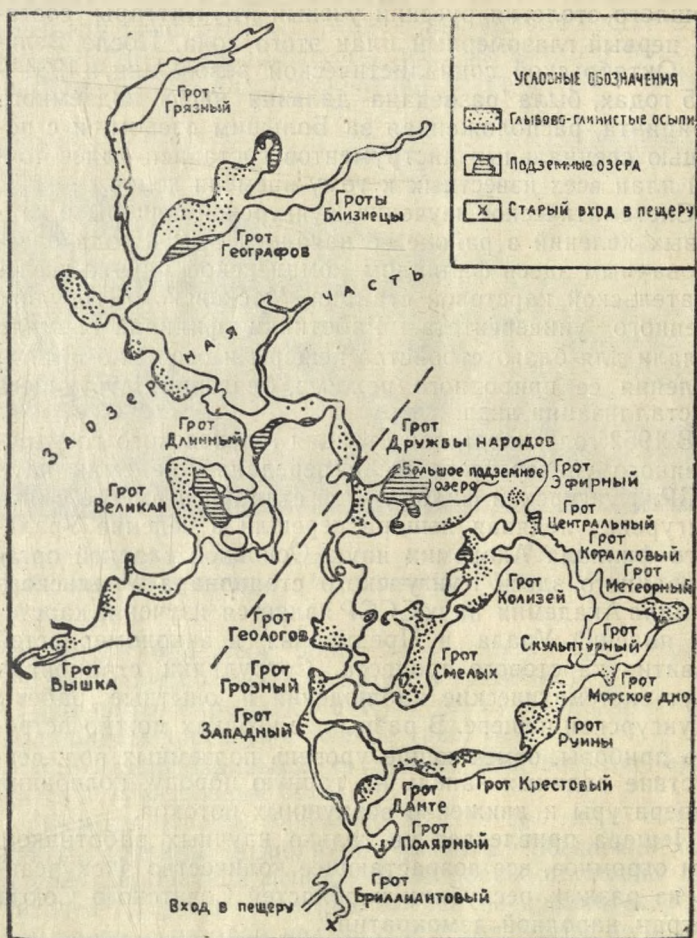 УСЛОВНЫЕ ОБОЗНАЧЕНИЯ
Глывово-глинистые осыпи
Подземные озера
х Старый вход в пещеру
Грот
Грязный
Гроты
Близнецы
Грот
Географов
ЗАОЗЕРНАЯ ЧАСТЬ
Грот
Длинный
Грот
Дружбы народов
Большое подземное
озеро
Грот
Эфирный
Грот
Великан
Грот
Центральный
Грот
Коралловый
Грот
Метеорный
Грот
Колизей
Грот
Геологов
Грот
Скульптурный
Грот
Смелых
Грот
Вышка
Грот
Грозный
Грот
Морское дно
Грот
Западный
Грот
Руины
Грот Крестовый
Грот
Данте
Грот
Полярный
Грот
Бриллиантовый
Вход в пещеру
х